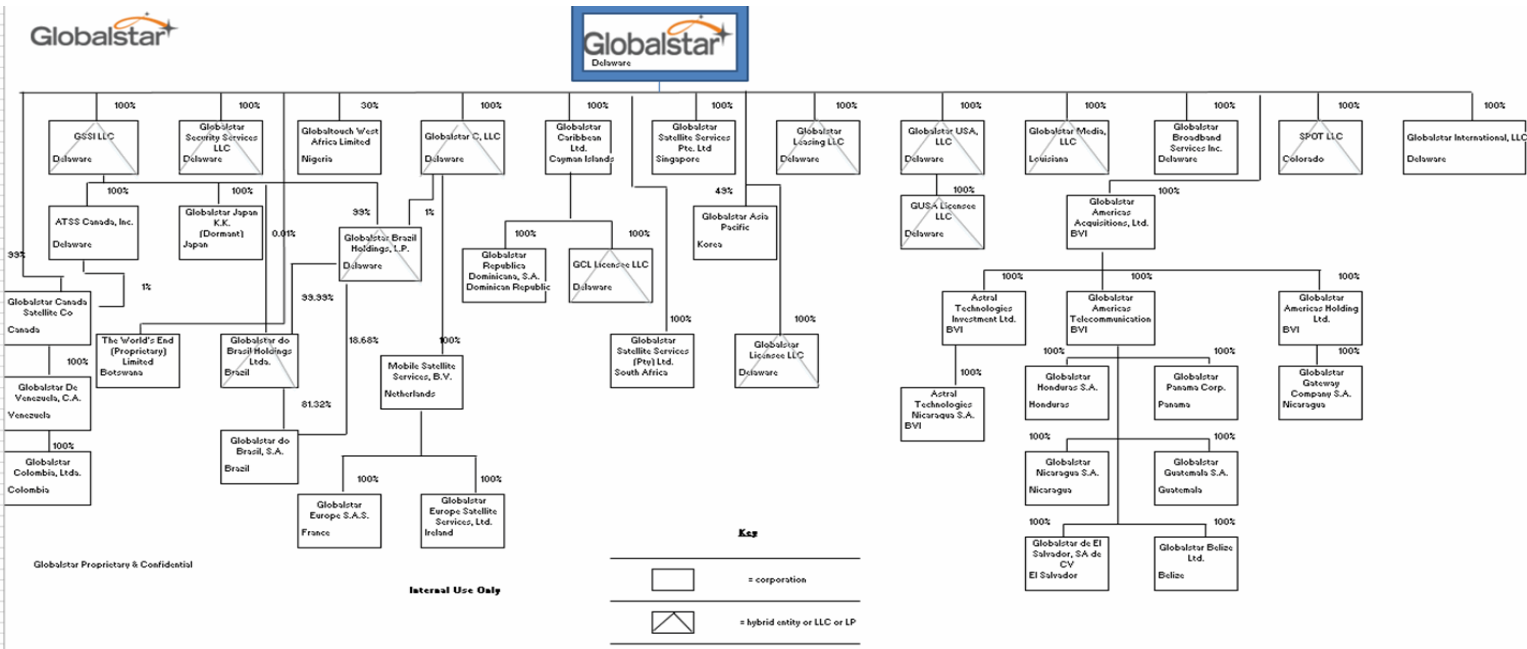 Globalstar
Globalstar
Delaware
100%
100%
30%
100%
100%
100%
100%
100%
100%
100%
100%
100%
GSSI LLC
Delaware
Globalstar
Security Services
LLC
Delaware
Globaltouch West
Africa Limited
Nigeria
Globalstar C, LLC
Delaware
Globalstar
Caribbean
Ltd.
Cayman Islands
Globalstar
Satellite Services
Pte. Ltd
Singapore
Globalstar
Leasing LLC
Delaware
Globalstar USA,
LLC
Delaware
Globalstar Media,
LLC
Louisiana
Globalstar
Broadband
Services Inc.
Delaware
SPOT LLC
Colorado
Globalstar International, LLC
Delaware
100%
100%
99%
1%
49%
100%
100%
ATSS Canada, Inc.
Delaware
Globalstar Japan
K.K.
(Dormant)
Japan
0.01%
Globalstar Brazil
Holdings, L.P.
Delaware
100%
100%
Globalstar
Republica
Dominicana, S.A.
Dominican Republic
GCL Licensee LLC
Delaware
Globalstar Asia
Pacific
Korea
GUSA Licensee
LLC
Delaware
Globalstar
Americas
Acquisitions, Ltd.
BVI
99%
1%
99.99%
100%
100%
100%
Globalstar Canada
Satellite Co
Canada
Astral
Technologies
Investment Ltd.
BVI
Globalstar
Americas
Telecommunication
BVI
Globalstar
Americas Holding
Ltd.
BVI
100%
18.68%
100%
100%
100%
The World's End
(Proprietary)
Limited
Botswana
Globalstar do
Brasil Holdings
Ltda.
Brazil
Mobile Satellite
Services, B.V.
Netherlands
Globalstar
Satellite Services
(Pty) Ltd.
South Africa
Globalstar
Licensee LLC
Delaware
100%
100%
100%
100%
Globalstar De
Venezuela, C.A.
Venezuela
81.32%
Astral
Technologies
Nicaragua S.A.
BVI
Globalstar
Honduras S.A.
Honduras
Globalstar
Panama Corp.
Panama
Globalstar
Gateway
Company S.A.
Nicaragua
100%
Globalstar
Colombia, Ltda.
Colombia
Globalstar do
Brasil, S.A.
Brazil
100%
100%
Globalstar
Nicaragua S.A.
Nicaragua
Globalstar
Guatemala S.A.
Guatemala
100%
100%
Globalstar
Europe S.A.S.
France
Globalstar
Europe Satellite
Services, Ltd.
Ireland
100%
100%
Globalstar de El
Salvador, SA de
CV
El Salvador
Globalstar Belize
Ltd.
Belize
Key
= corporation
= hybrid entity or LLC or LP
Globalstar Proprietary & Confidential
Internal Use Only